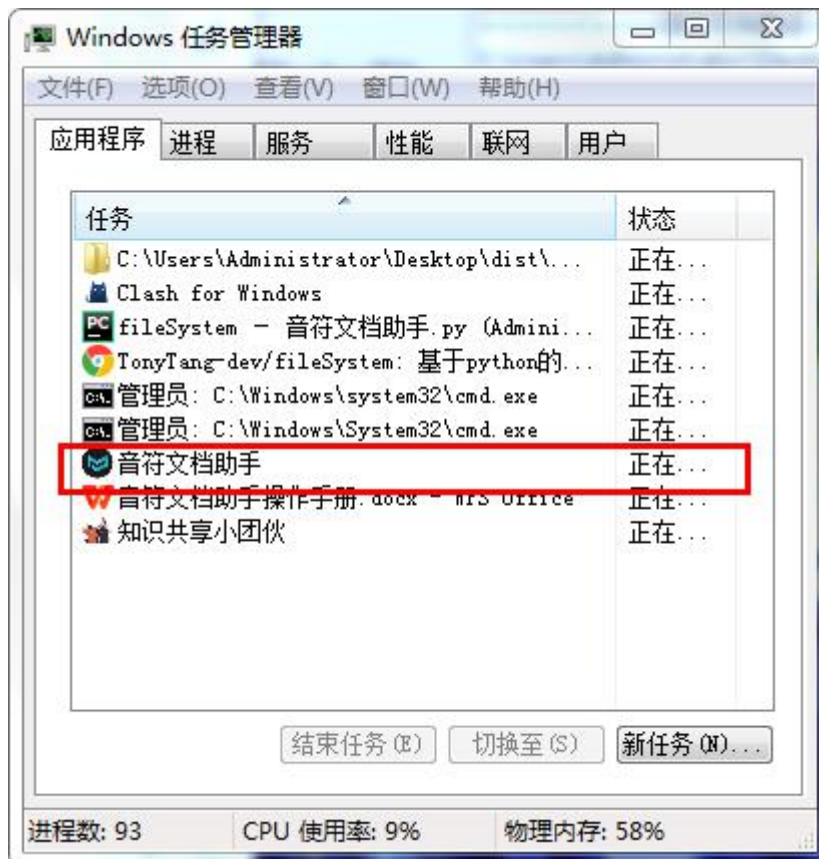 Windows 任务管理器
文件(F) 选项(O) 查看(V) 窗口(W) 帮助(H)
应用程序 进程 服务 性能 联网 用户
任务 状态
C:\Users\Administrator\Desktop\dist\... 正在...
Clash for Windows 正在...
fileSystem - 音符文档助手.py (Admini... 正在...
TonyTang-dev/fileSystem: 基于python的... 正在...
管理员: C:\Windows\system32\cmd.exe 正在...
管理员: C:\Windows\System32\cmd.exe 正在...
音符文档助手 正在...
音符文档助手操作手册.docx - WPS Office 正在...
知识共享小团伙 正在...
结束任务(E) 切换至(S) 新任务(N)...
进程数: 93 CPU 使用率: 9% 物理内存: 58%